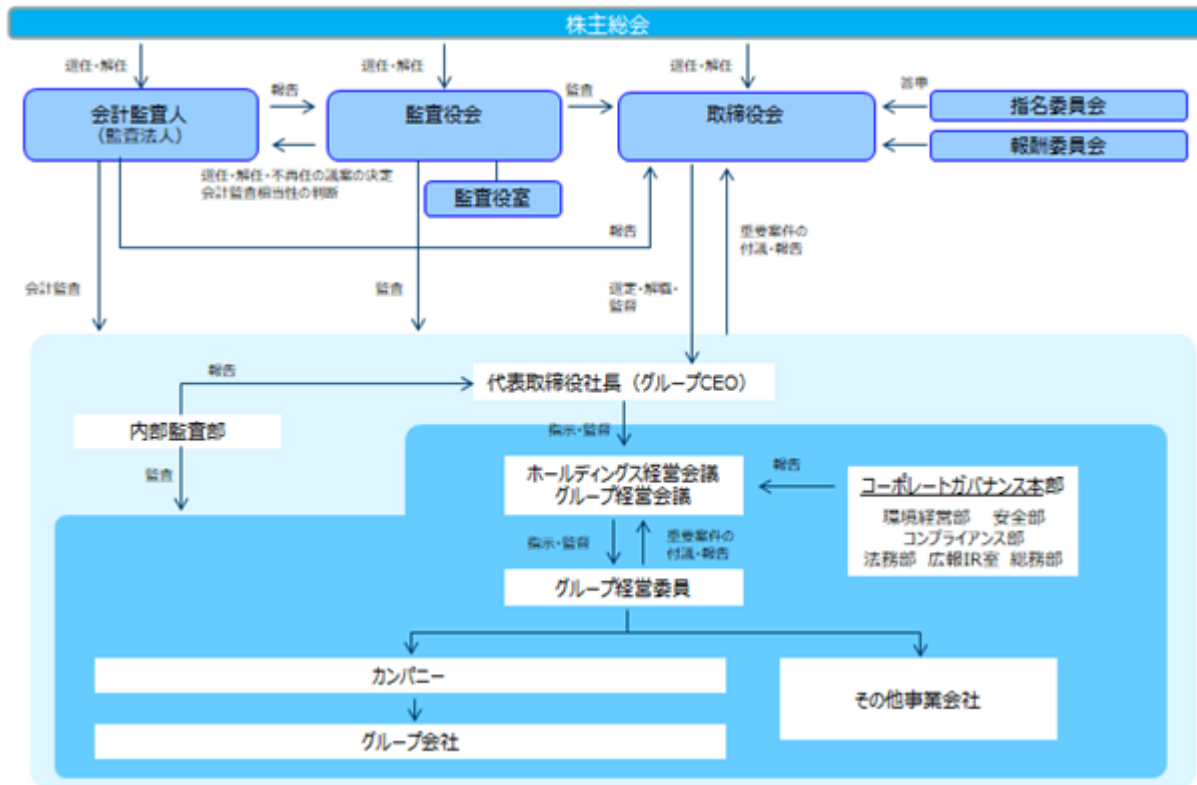 株主総会
選任・解任
選任・解任
選任・解任
会計監査人
（監査法人）
報告
監査役会
監査
取締役会
答申
指名委員会
報酬委員会
選任・解任・不再任の議案の決定
会計監査相当性の判断
監査役室
報告
重要案件の
付議・報告
会計監査
監査
選定・解職・
監督
報告
代表取締役社長（グループCEO）
内部監査部
指示・監督
監査
ホールディングス経営会議
グループ経営会議
報告
コーポレートガバナンス本部
環境経営部 安全部
コンプライアンス部
法務部 広報IR室 総務部
指示・監督
重要案件の
付議・報告
グループ経営委員
カンパニー
その他事業会社
グループ会社